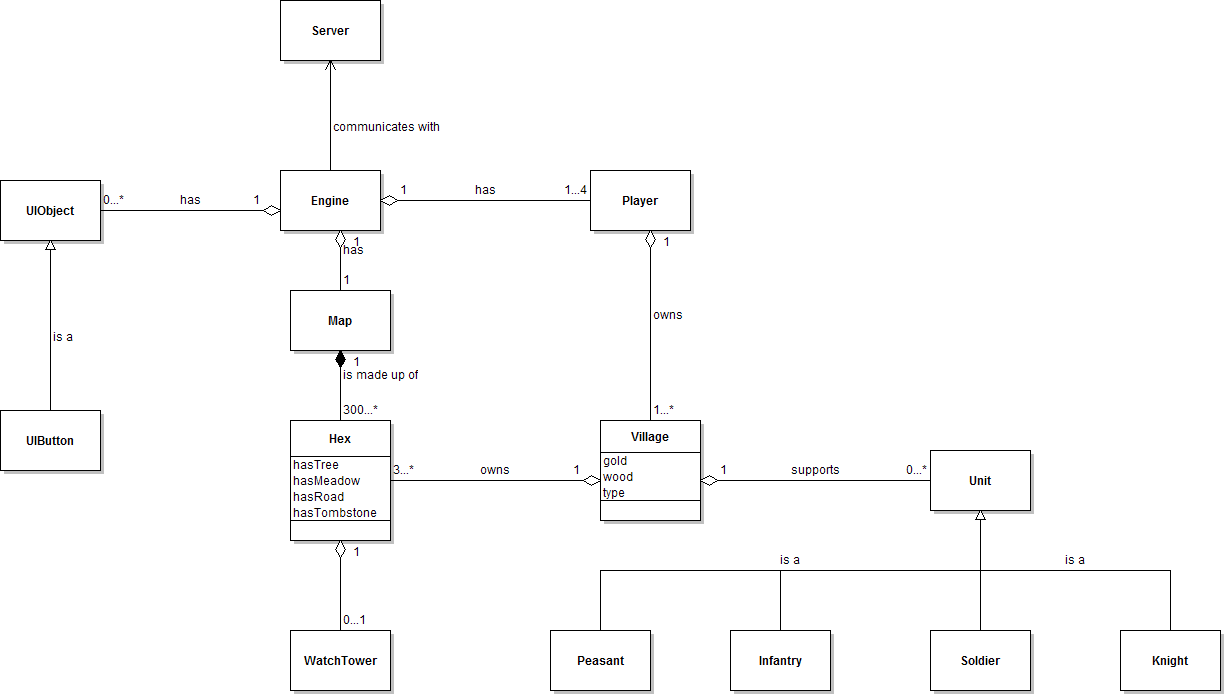 Server
communicates with
UIObject
0...*
has
1
Engine
1
has
1...4
Player
1
has
1
1
owns
is a
Map
1
is made up of
300...*
1...*
UIButton
Hex
hasTree
hasMeadow
hasRoad
hasTombstone
3...*
owns
1
Village
gold
wood
type
1
supports
0...*
Unit
1
0...1
is a
is a
WatchTower
Peasant
Infantry
Soldier
Knight